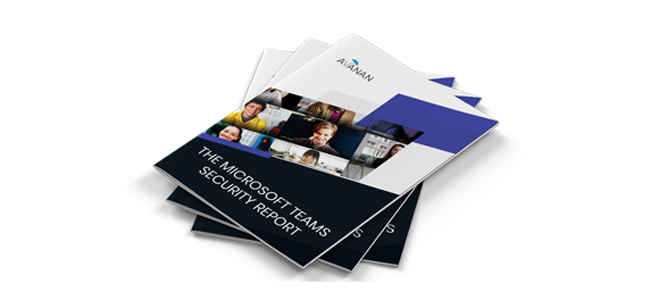 AVANAN
THE MICROSOFT TEAMS
SECURITY REPORT
S
S